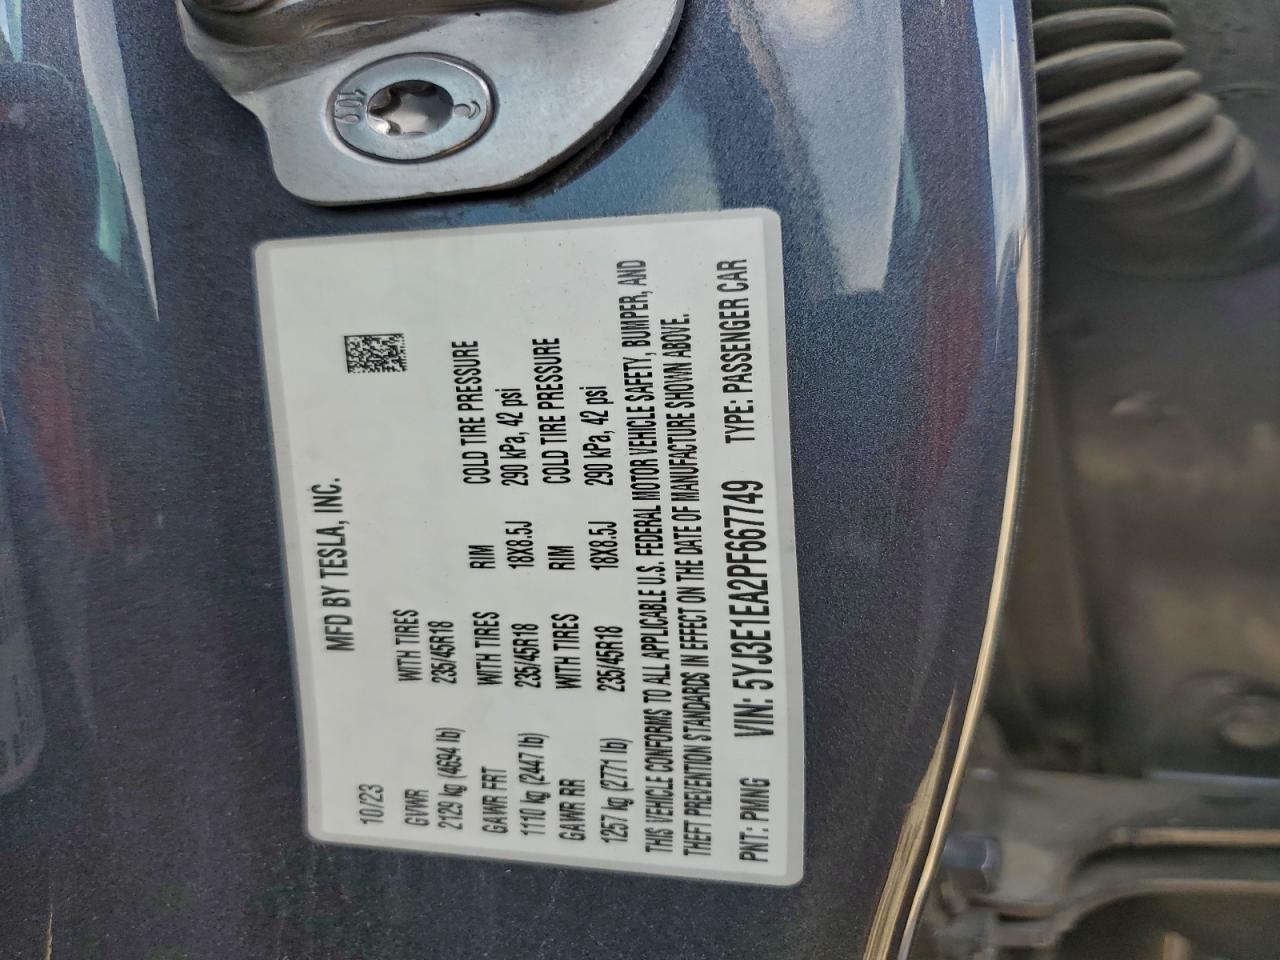 MFD BY TESLA, INC.
10/23
GVWR WITH TIRES
2129 kg (4694 lb) 235/45R18
GAWR FRT WITH TIRES RIM COLD TIRE PRESSURE
1110 kg (2447 lb) 235/45R18 18X8.5J 290 kPa, 42 psi
GAWR RR WITH TIRES RIM COLD TIRE PRESSURE
1257 kg (2771 lb) 235/45R18 18X8.5J 290 kPa, 42 psi
THIS VEHICLE CONFORMS TO ALL APPLICABLE U.S. FEDERAL MOTOR VEHICLE SAFETY, BUMPER, AND
THEFT PREVENTION STANDARDS IN EFFECT ON THE DATE OF MANUFACTURE SHOWN ABOVE.
PNT: PMNG VIN: 5YJ3E1EA2PF667749 TYPE: PASSENGER CAR